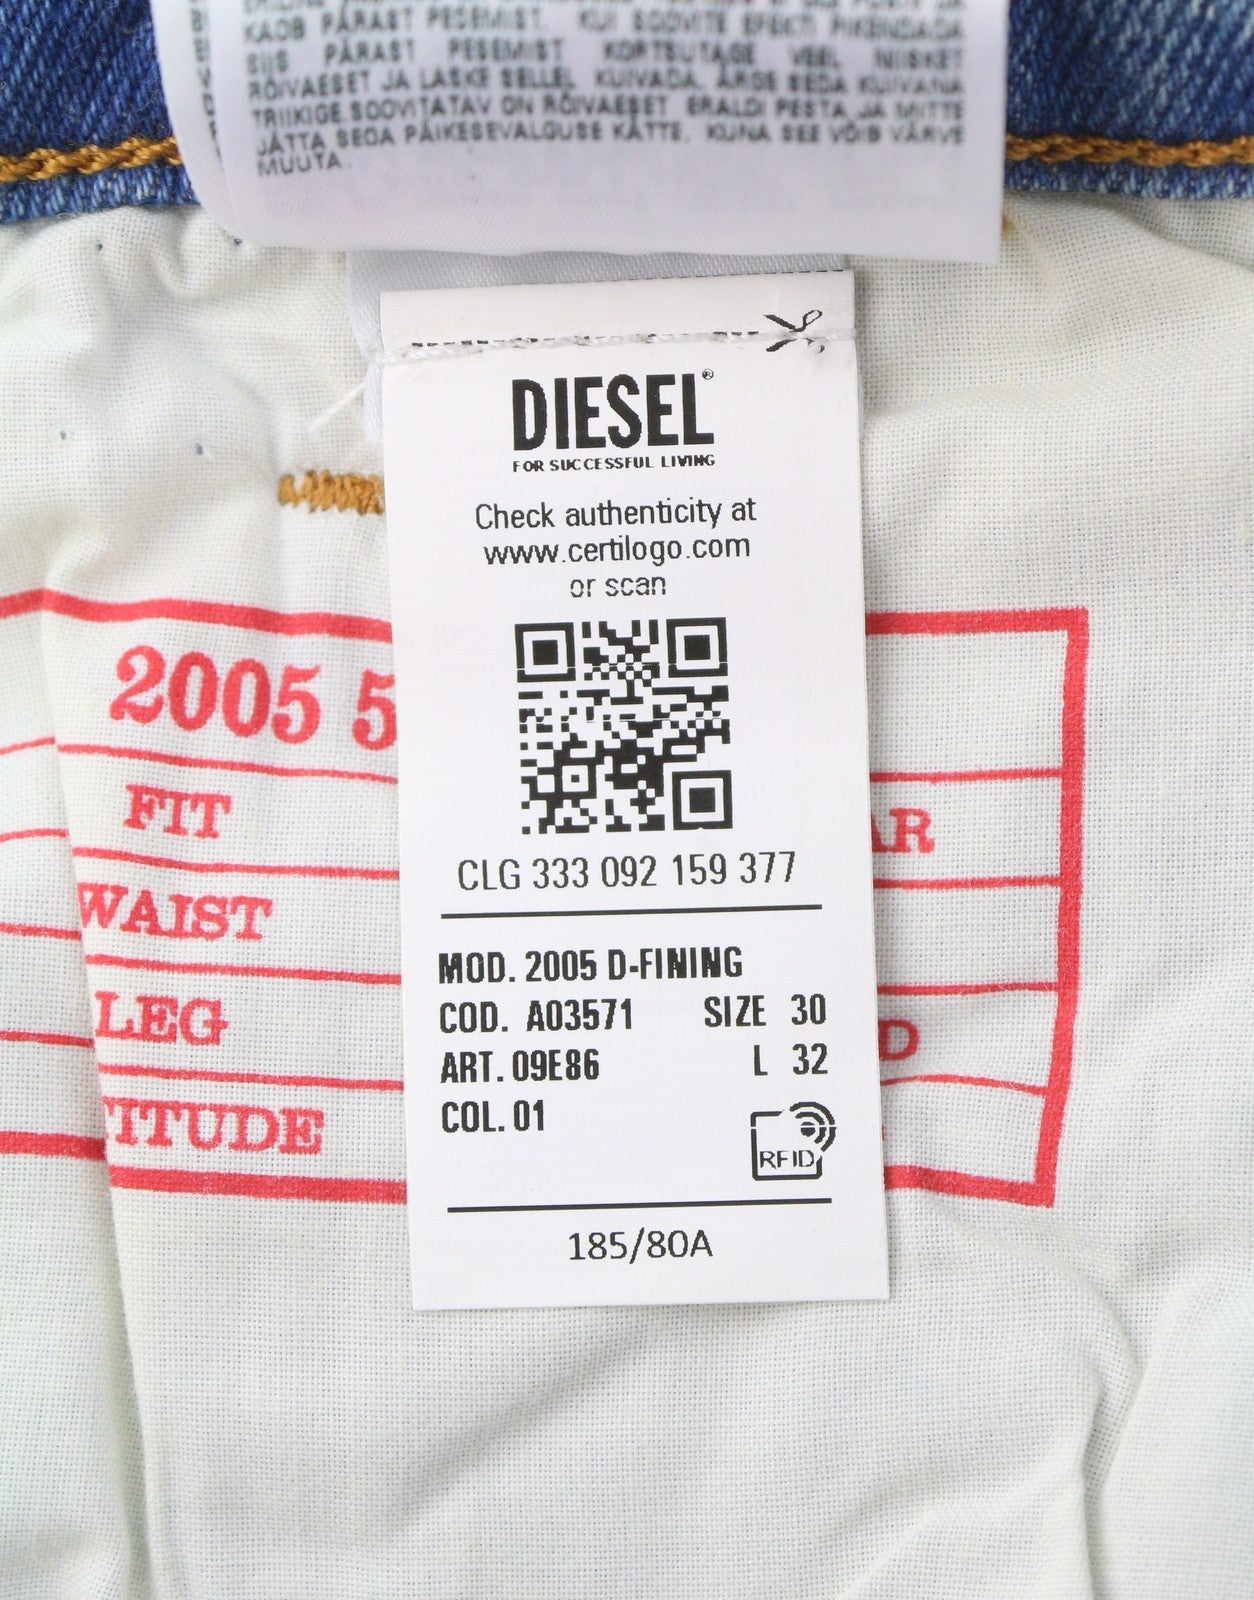 KAOB PÄRAST PESEMIST. KUI SOOVITE EFEKTI PIKENDADA
SIIS PÄRAST PESEMIST KORTSUTAGE VEEL NIISKET
RÕIVAESET JA LASKE SELLEL KUIVADA. ÄRGE SEDA KUIVANA
TRIIKIGE. SOOVITATAV ON RÕIVAESET ERALDI PESTA JA MITTE
JÄTTA SEDA PÄIKESEVALGUSE KÄTTE, KUNA SEE VÕIB VÄRVE
MUUTA.
DIESEL®
FOR SUCCESSFUL LIVING
Check authenticity at
www.certilogo.com
or scan
CLG 333 092 159 377
MOD. 2005 D-FINING
COD. A03571 SIZE 30
ART. 09E86 L 32
COL. 01
RFID
185/80A
2005 5
FIT AR
WAIST
LEG D
TITUDE